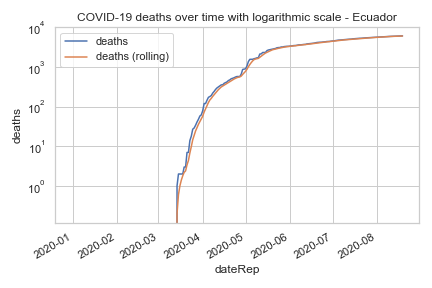 COVID-19 deaths over time with logarithmic scale - Ecuador
deaths
deaths (rolling)
10^4
10^3
10^2
10^1
10^0
deaths
2020-01
2020-02
2020-03
2020-04
2020-05
2020-06
2020-07
2020-08
dateRep